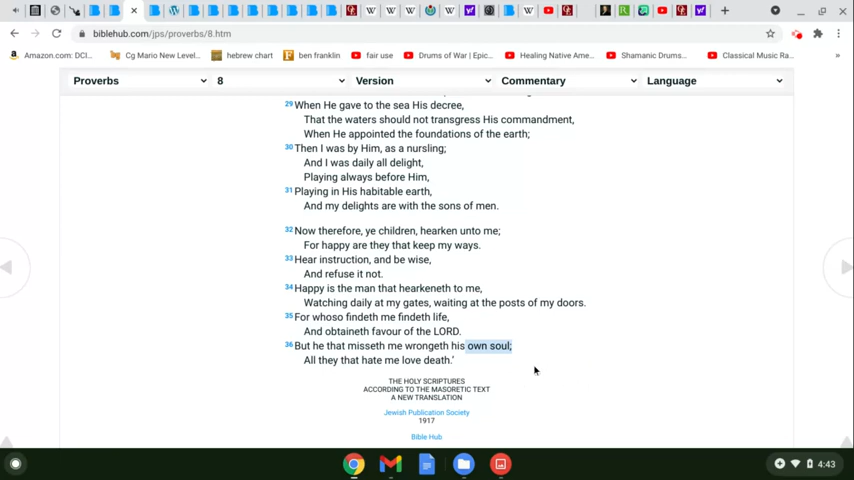 biblehub.com/jps/proverbs/8.htm
Amazon.com: DCI... Cg Mario New Level... hebrew chart ben franklin fair use Drums of War | Epic... Healing Native Ame... Shamanic Drums... Classical Music Ra...
Proverbs 8 Version Commentary Language
29 When He gave to the sea His decree,
That the waters should not transgress His commandment,
When He appointed the foundations of the earth;
30 Then I was by Him, as a nursling;
And I was daily all delight,
Playing always before Him,
31 Playing in His habitable earth,
And my delights are with the sons of men.
32 Now therefore, ye children, hearken unto me;
For happy are they that keep my ways.
33 Hear instruction, and be wise,
And refuse it not.
34 Happy is the man that hearkeneth to me,
Watching daily at my gates, waiting at the posts of my doors.
35 For whoso findeth me findeth life,
And obtaineth favour of the LORD.
36 But he that misseth me wrongeth his own soul;
All they that hate me love death.'
THE HOLY SCRIPTURES
ACCORDING TO THE MASORETIC TEXT
A NEW TRANSLATION
Jewish Publication Society
1917
Bible Hub
4:43